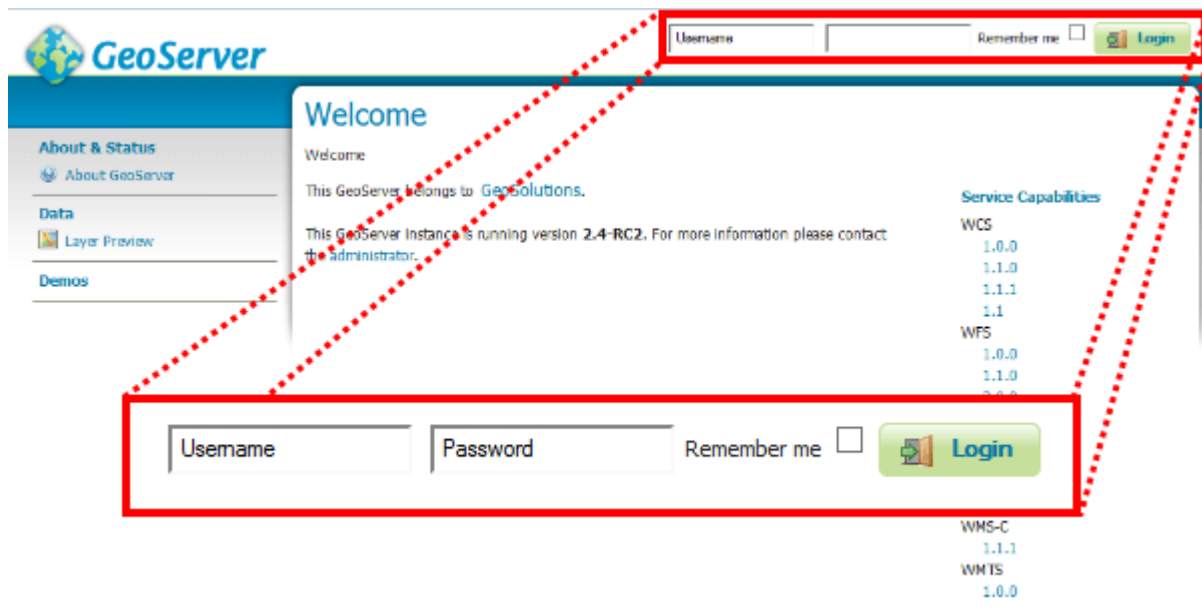 GeoServer
Username
Remember me
Login
Welcome
About & Status
About GeoServer
Data
Layer Preview
Demos
Welcome
This GeoServer belongs to GeoSolutions.
This GeoServer instance is running version 2.4-RC2. For more information please contact
the administrator.
Service Capabilities
WCS
1.0.0
1.1.0
1.1.1
1.1
WFS
1.0.0
1.1.0
Username
Password
Remember me
Login
WMS-C
1.1.1
WMTS
1.0.0